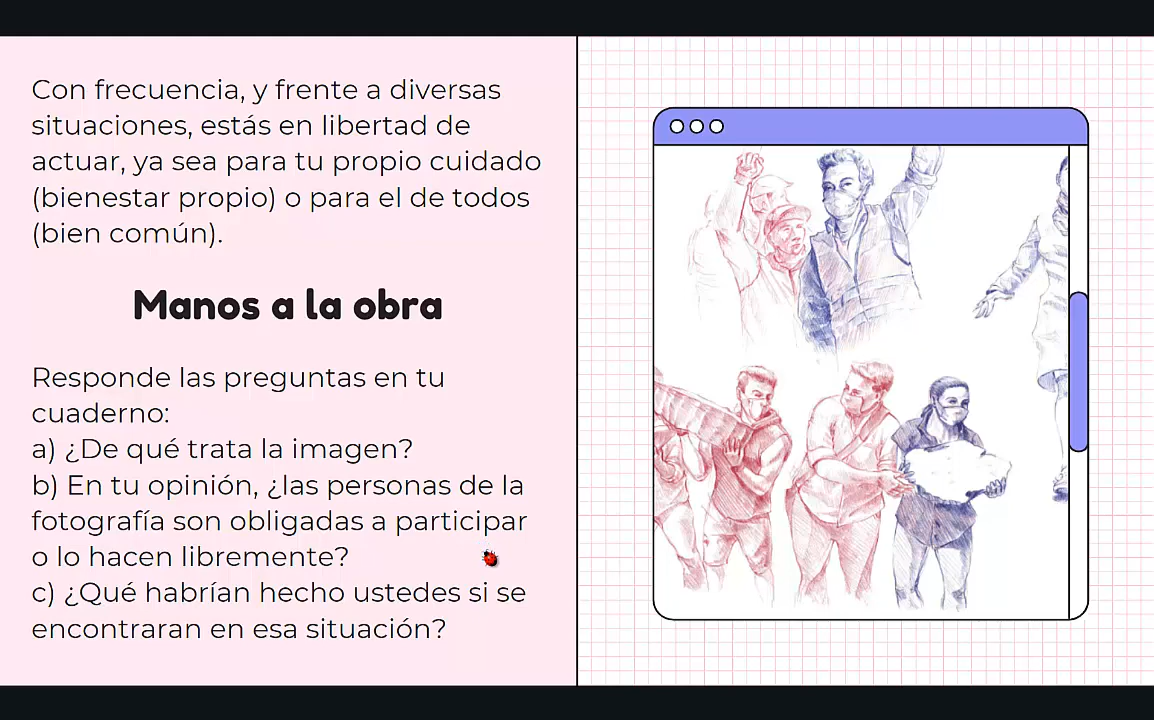 Con frecuencia, y frente a diversas
situaciones, estás en libertad de
actuar, ya sea para tu propio cuidado
(bienestar propio) o para el de todos
(bien común).
Manos a la obra
Responde las preguntas en tu
cuaderno:
a) ¿De qué trata la imagen?
b) En tu opinión, ¿las personas de la
fotografía son obligadas a participar
o lo hacen libremente?
c) ¿Qué habrían hecho ustedes si se
encontraran en esa situación?